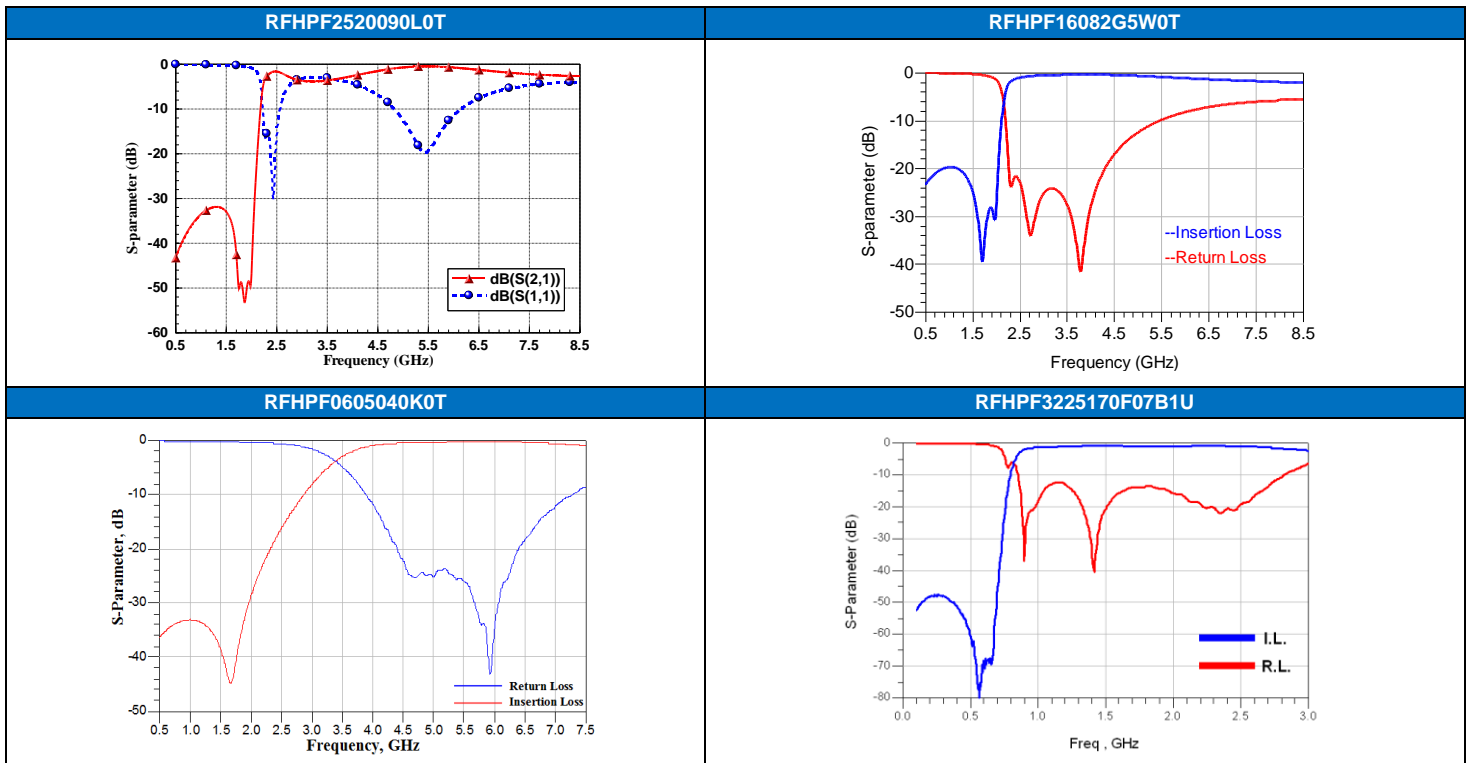 RFHPF2520090L0T
RFHPF16082G5W0T
0
-10
-20
-30
-40
-50
-60
S-parameter (dB)
dB(S(2,1))
dB(S(1,1))
0.5 1.5 2.5 3.5 4.5 5.5 6.5 7.5 8.5
Frequency (GHz)
0
-10
-20
-30
-40
-50
S-parameter (dB)
--Insertion Loss
--Return Loss
0.5 1.5 2.5 3.5 4.5 5.5 6.5 7.5 8.5
Frequency (GHz)
RFHPF0605040K0T
RFHPF3225170F07B1U
0
-10
-20
-30
-40
-50
S-Parameter, dB
Return Loss
Insertion Loss
0.5 1.0 1.5 2.0 2.5 3.0 3.5 4.0 4.5 5.0 5.5 6.0 6.5 7.0 7.5
Frequency, GHz
0
-10
-20
-30
-40
-50
-60
-70
-80
S-Parameter (dB)
I.L.
R.L.
0.0 0.5 1.0 1.5 2.0 2.5 3.0
Freq , GHz